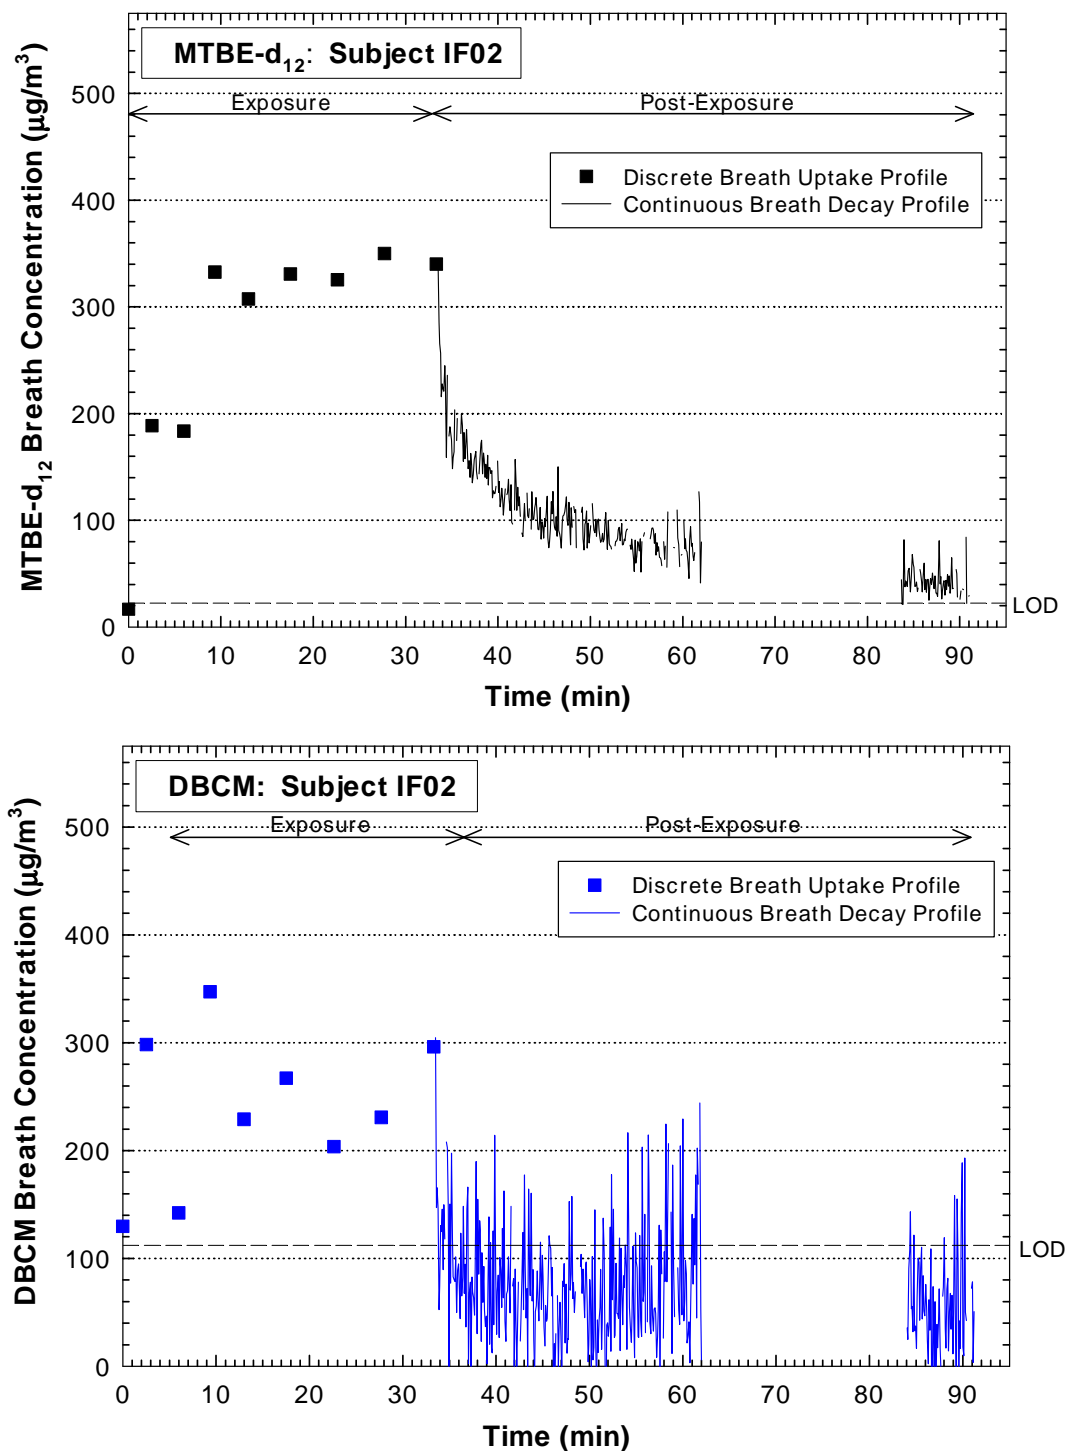 MTBE-d12: Subject IF02
Exposure
Post-Exposure
Discrete Breath Uptake Profile
Continuous Breath Decay Profile
MTBE-d12 Breath Concentration (μg/m3)
500
400
300
200
100
0
LOD
0 10 20 30 40 50 60 70 80 90
Time (min)
DBCM: Subject IF02
Exposure
Post-Exposure
Discrete Breath Uptake Profile
Continuous Breath Decay Profile
DBCM Breath Concentration (μg/m3)
500
400
300
200
100
0
LOD
0 10 20 30 40 50 60 70 80 90
Time (min)